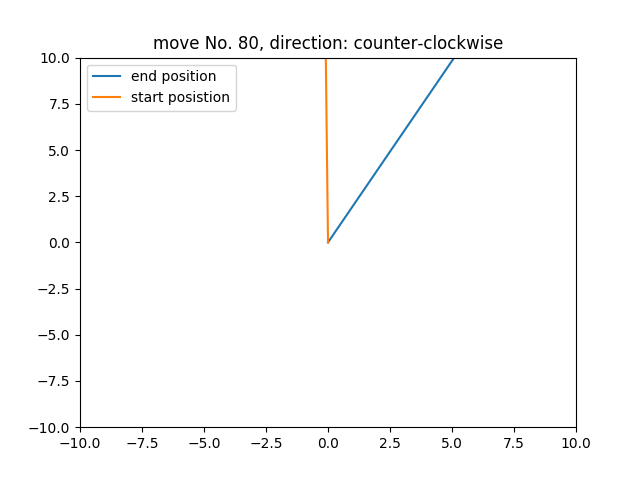 move No. 80, direction: counter-clockwise
end position
start posistion
10.0
7.5
5.0
2.5
0.0
−2.5
−5.0
−7.5
−10.0
−10.0 −7.5 −5.0 −2.5 0.0 2.5 5.0 7.5 10.0